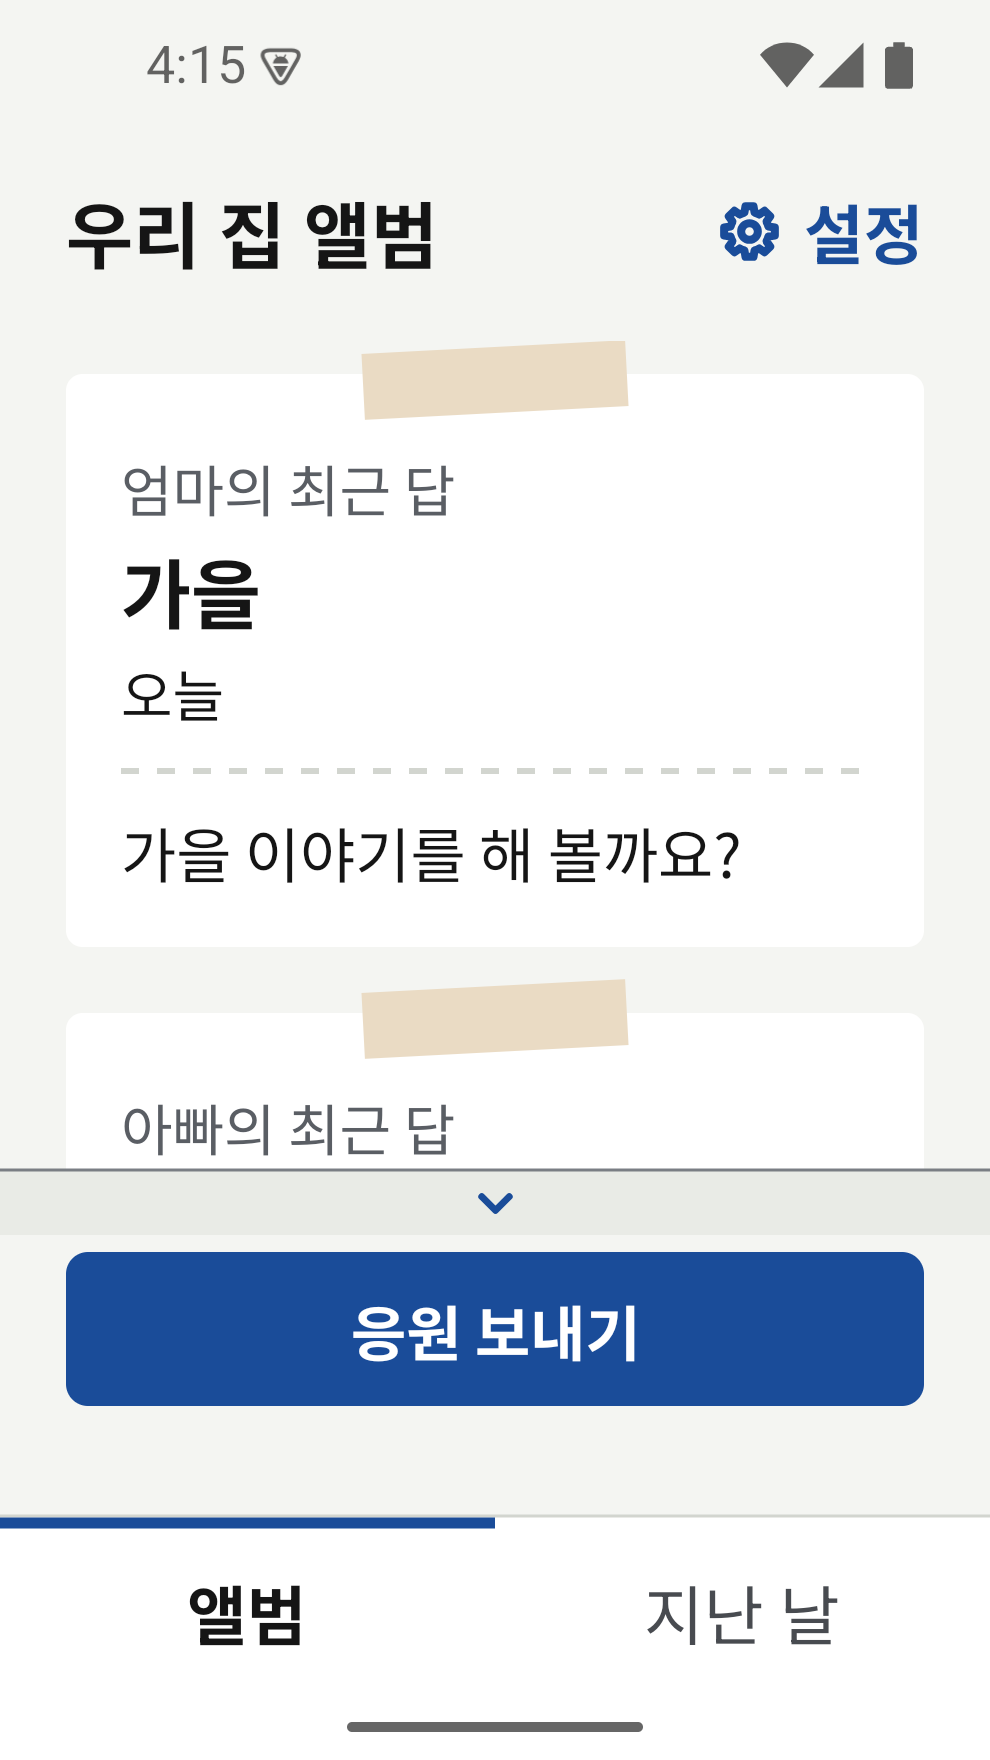 4:15
우리 집 앨범
설정
엄마의 최근 답
가을
오늘
가을 이야기를 해 볼까요?
아빠의 최근 답
응원 보내기
앨범
지난 날